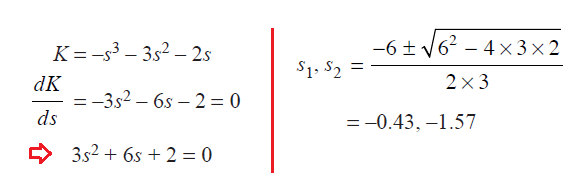 K = –s³ – 3s² – 2s
dK/ds = –3s² – 6s – 2 = 0
⇨ 3s² + 6s + 2 = 0
s₁, s₂ = (–6 ± √(6² – 4 × 3 × 2))/(2 × 3)
= –0.43, –1.57